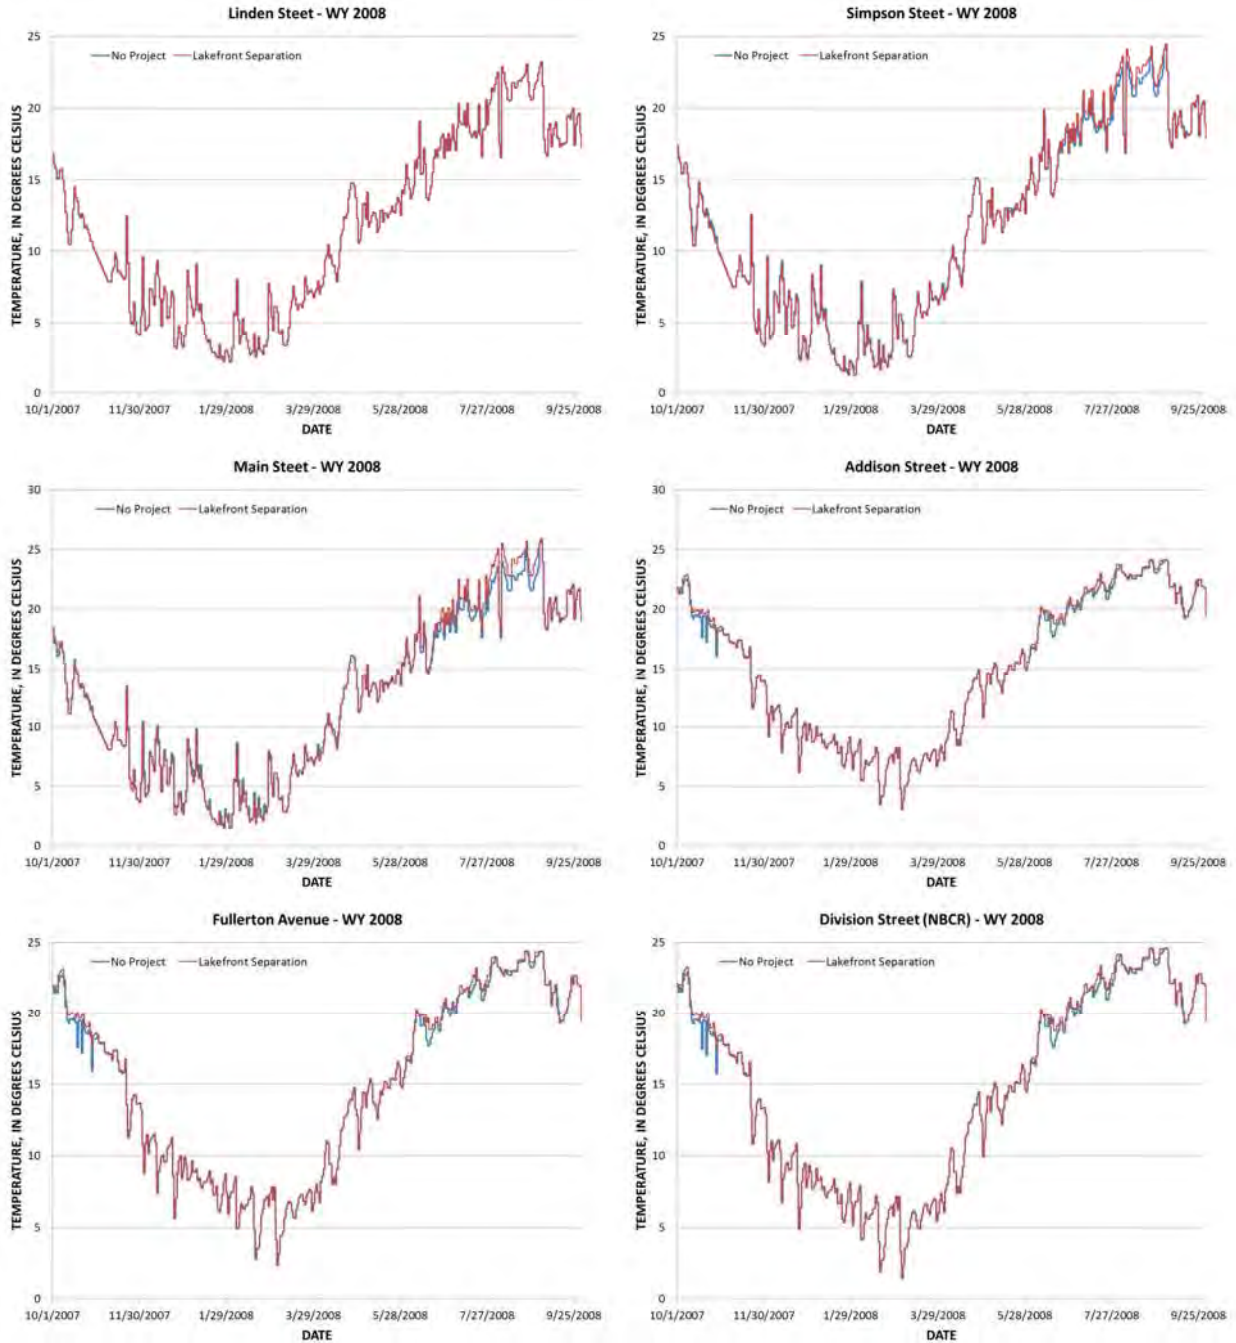 Linden Steet - WY 2008
No Project
Lakefront Separation
TEMPERATURE, IN DEGREES CELSIUS
25
20
15
10
5
0
10/1/2007 11/30/2007 1/29/2008 3/29/2008 5/28/2008 7/27/2008 9/25/2008
DATE
Simpson Steet - WY 2008
No Project
Lakefront Separation
TEMPERATURE, IN DEGREES CELSIUS
25
20
15
10
5
0
10/1/2007 11/30/2007 1/29/2008 3/29/2008 5/28/2008 7/27/2008 9/25/2008
DATE
Main Steet - WY 2008
No Project
Lakefront Separation
TEMPERATURE, IN DEGREES CELSIUS
30
25
20
15
10
5
0
10/1/2007 11/30/2007 1/29/2008 3/29/2008 5/28/2008 7/27/2008 9/25/2008
DATE
Addison Street - WY 2008
No Project
Lakefront Separation
TEMPERATURE, IN DEGREES CELSIUS
30
25
20
15
10
5
0
10/1/2007 11/30/2007 1/29/2008 3/29/2008 5/28/2008 7/27/2008 9/25/2008
DATE
Fullerton Avenue - WY 2008
No Project
Lakefront Separation
TEMPERATURE, IN DEGREES CELSIUS
25
20
15
10
5
0
10/1/2007 11/30/2007 1/29/2008 3/29/2008 5/28/2008 7/27/2008 9/25/2008
DATE
Division Street (NBCR) - WY 2008
No Project
Lakefront Separation
TEMPERATURE, IN DEGREES CELSIUS
25
20
15
10
5
0
10/1/2007 11/30/2007 1/29/2008 3/29/2008 5/28/2008 7/27/2008 9/25/2008
DATE